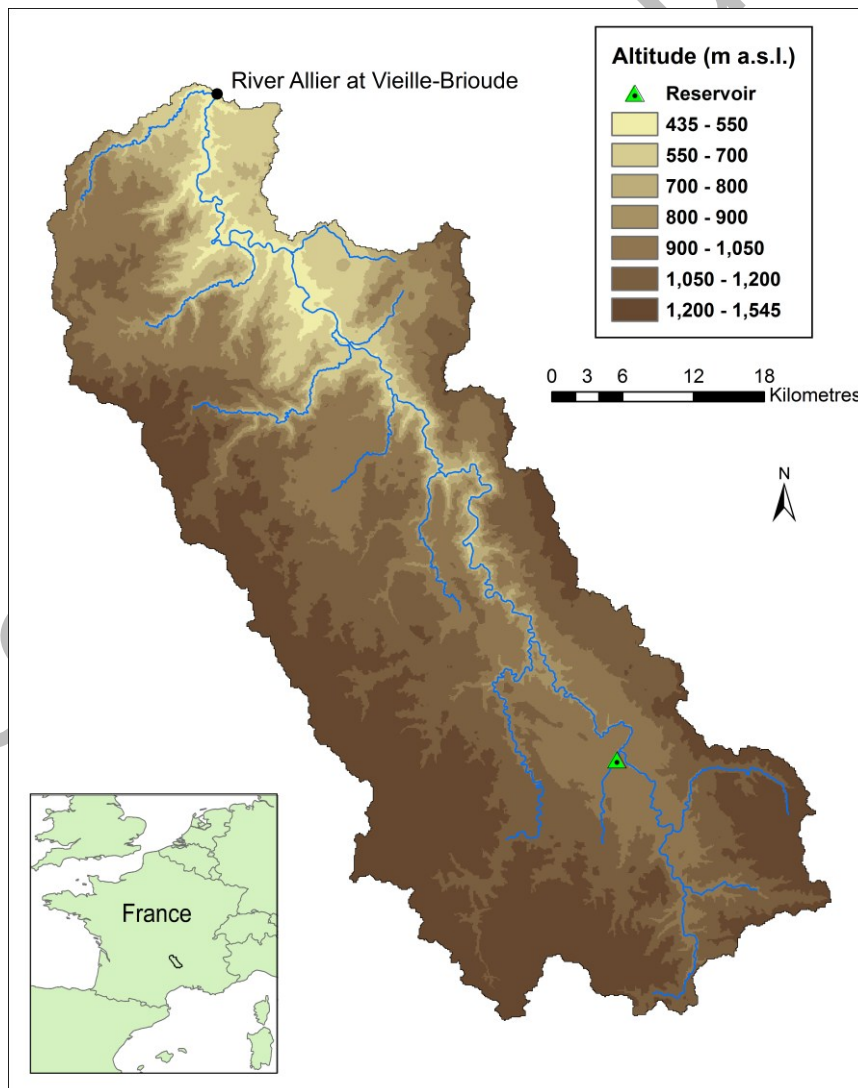 River Allier at Vieille-Brioude
Altitude (m a.s.l.)
Reservoir
435 - 550
550 - 700
700 - 800
800 - 900
900 - 1,050
1,050 - 1,200
1,200 - 1,545
0 3 6 12 18
Kilometres
N
France